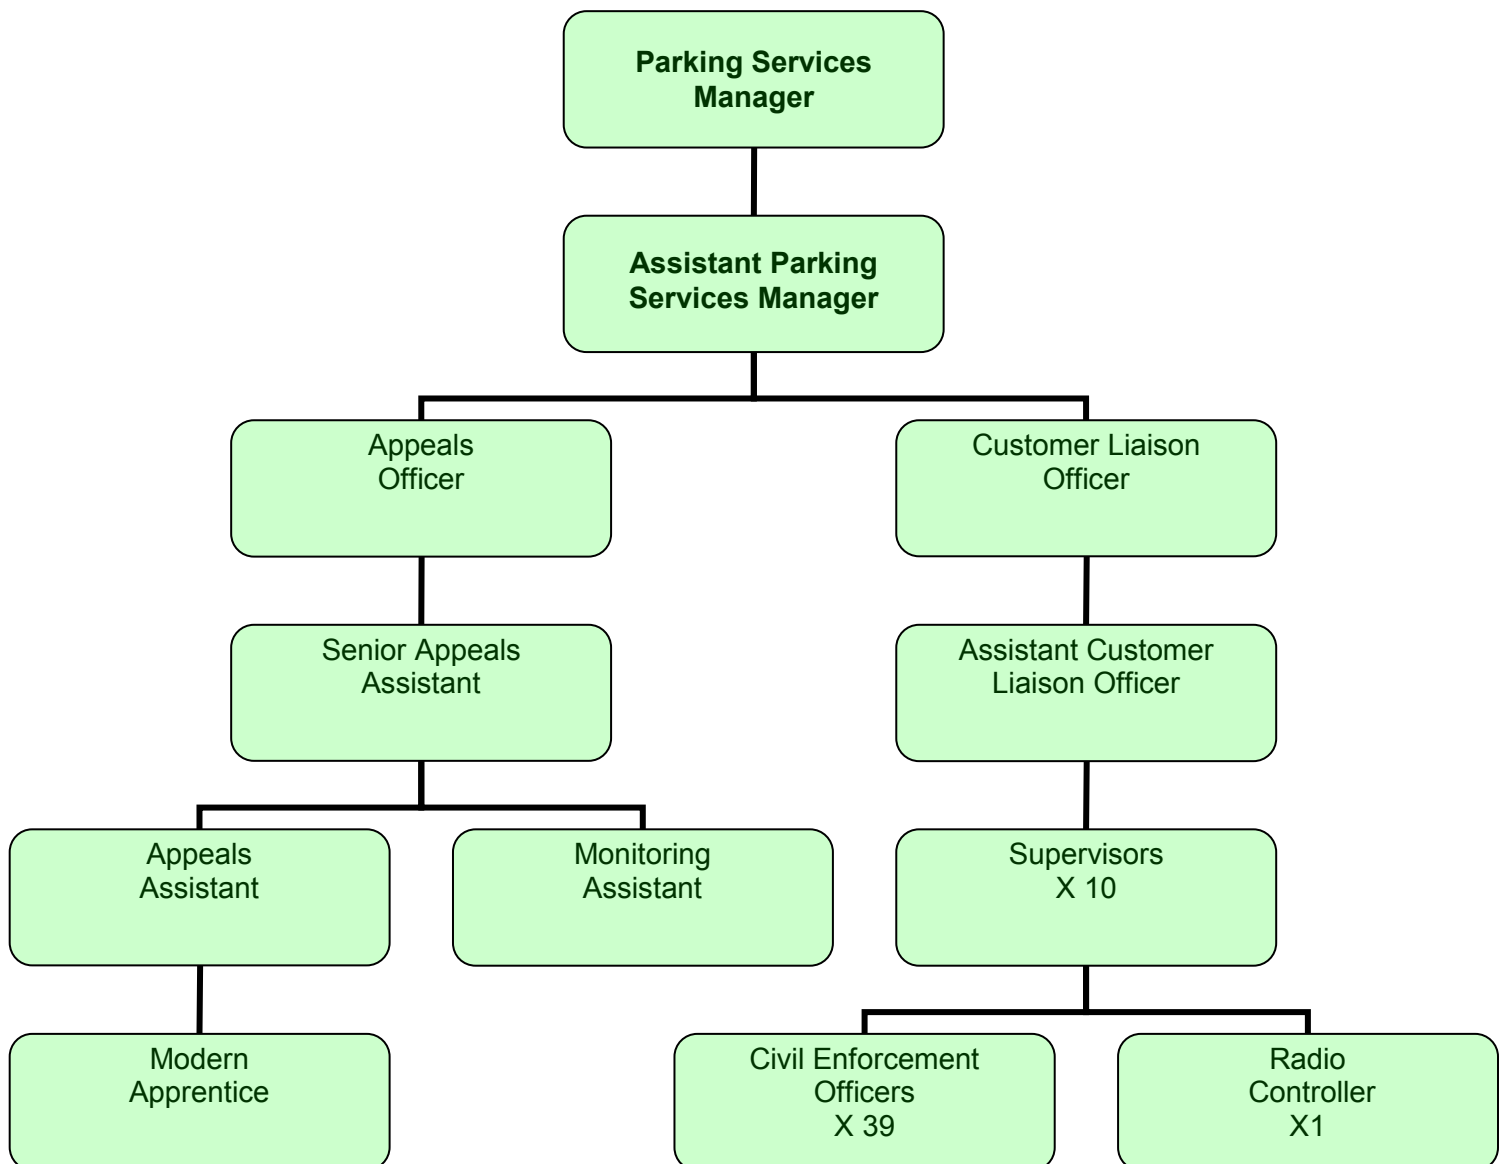 Parking Services
Manager
Assistant Parking
Services Manager
Appeals
Officer
Customer Liaison
Officer
Senior Appeals
Assistant
Assistant Customer
Liaison Officer
Appeals
Assistant
Monitoring
Assistant
Supervisors
X 10
Modern
Apprentice
Civil Enforcement
Officers
X 39
Radio
Controller
X1